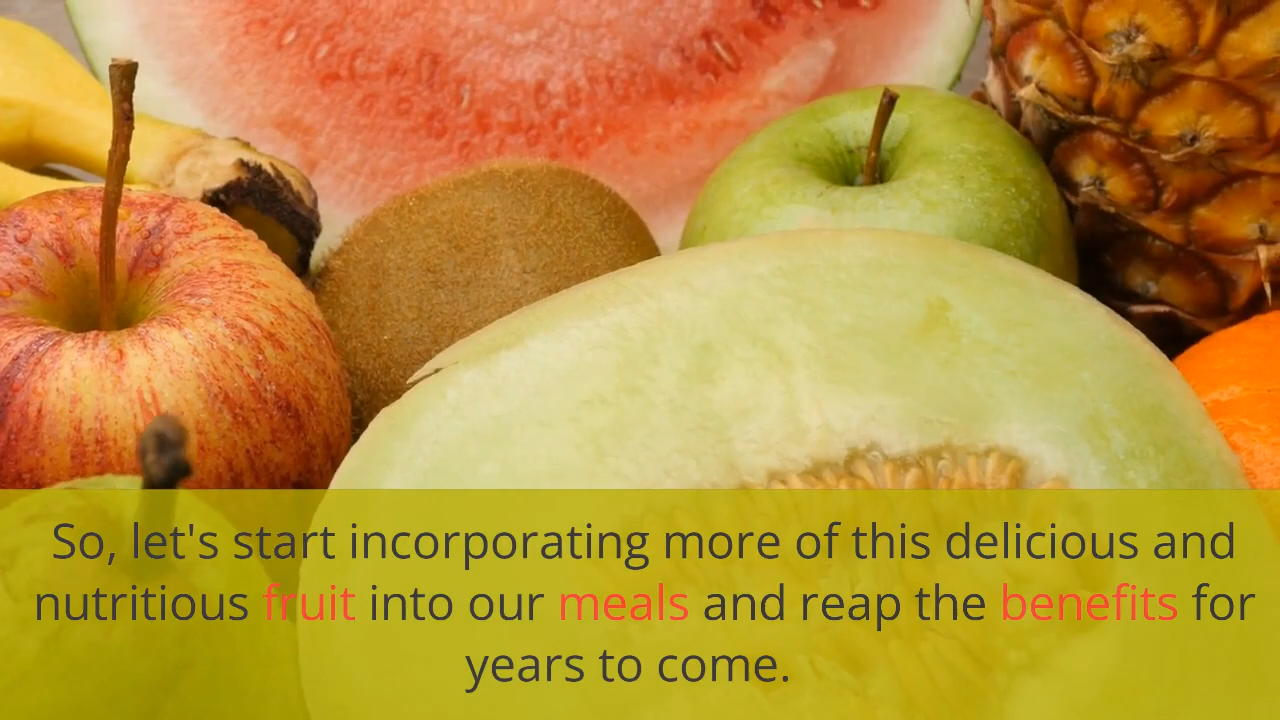 So, let's start incorporating more of this delicious and
nutritious fruit into our meals and reap the benefits for
years to come.